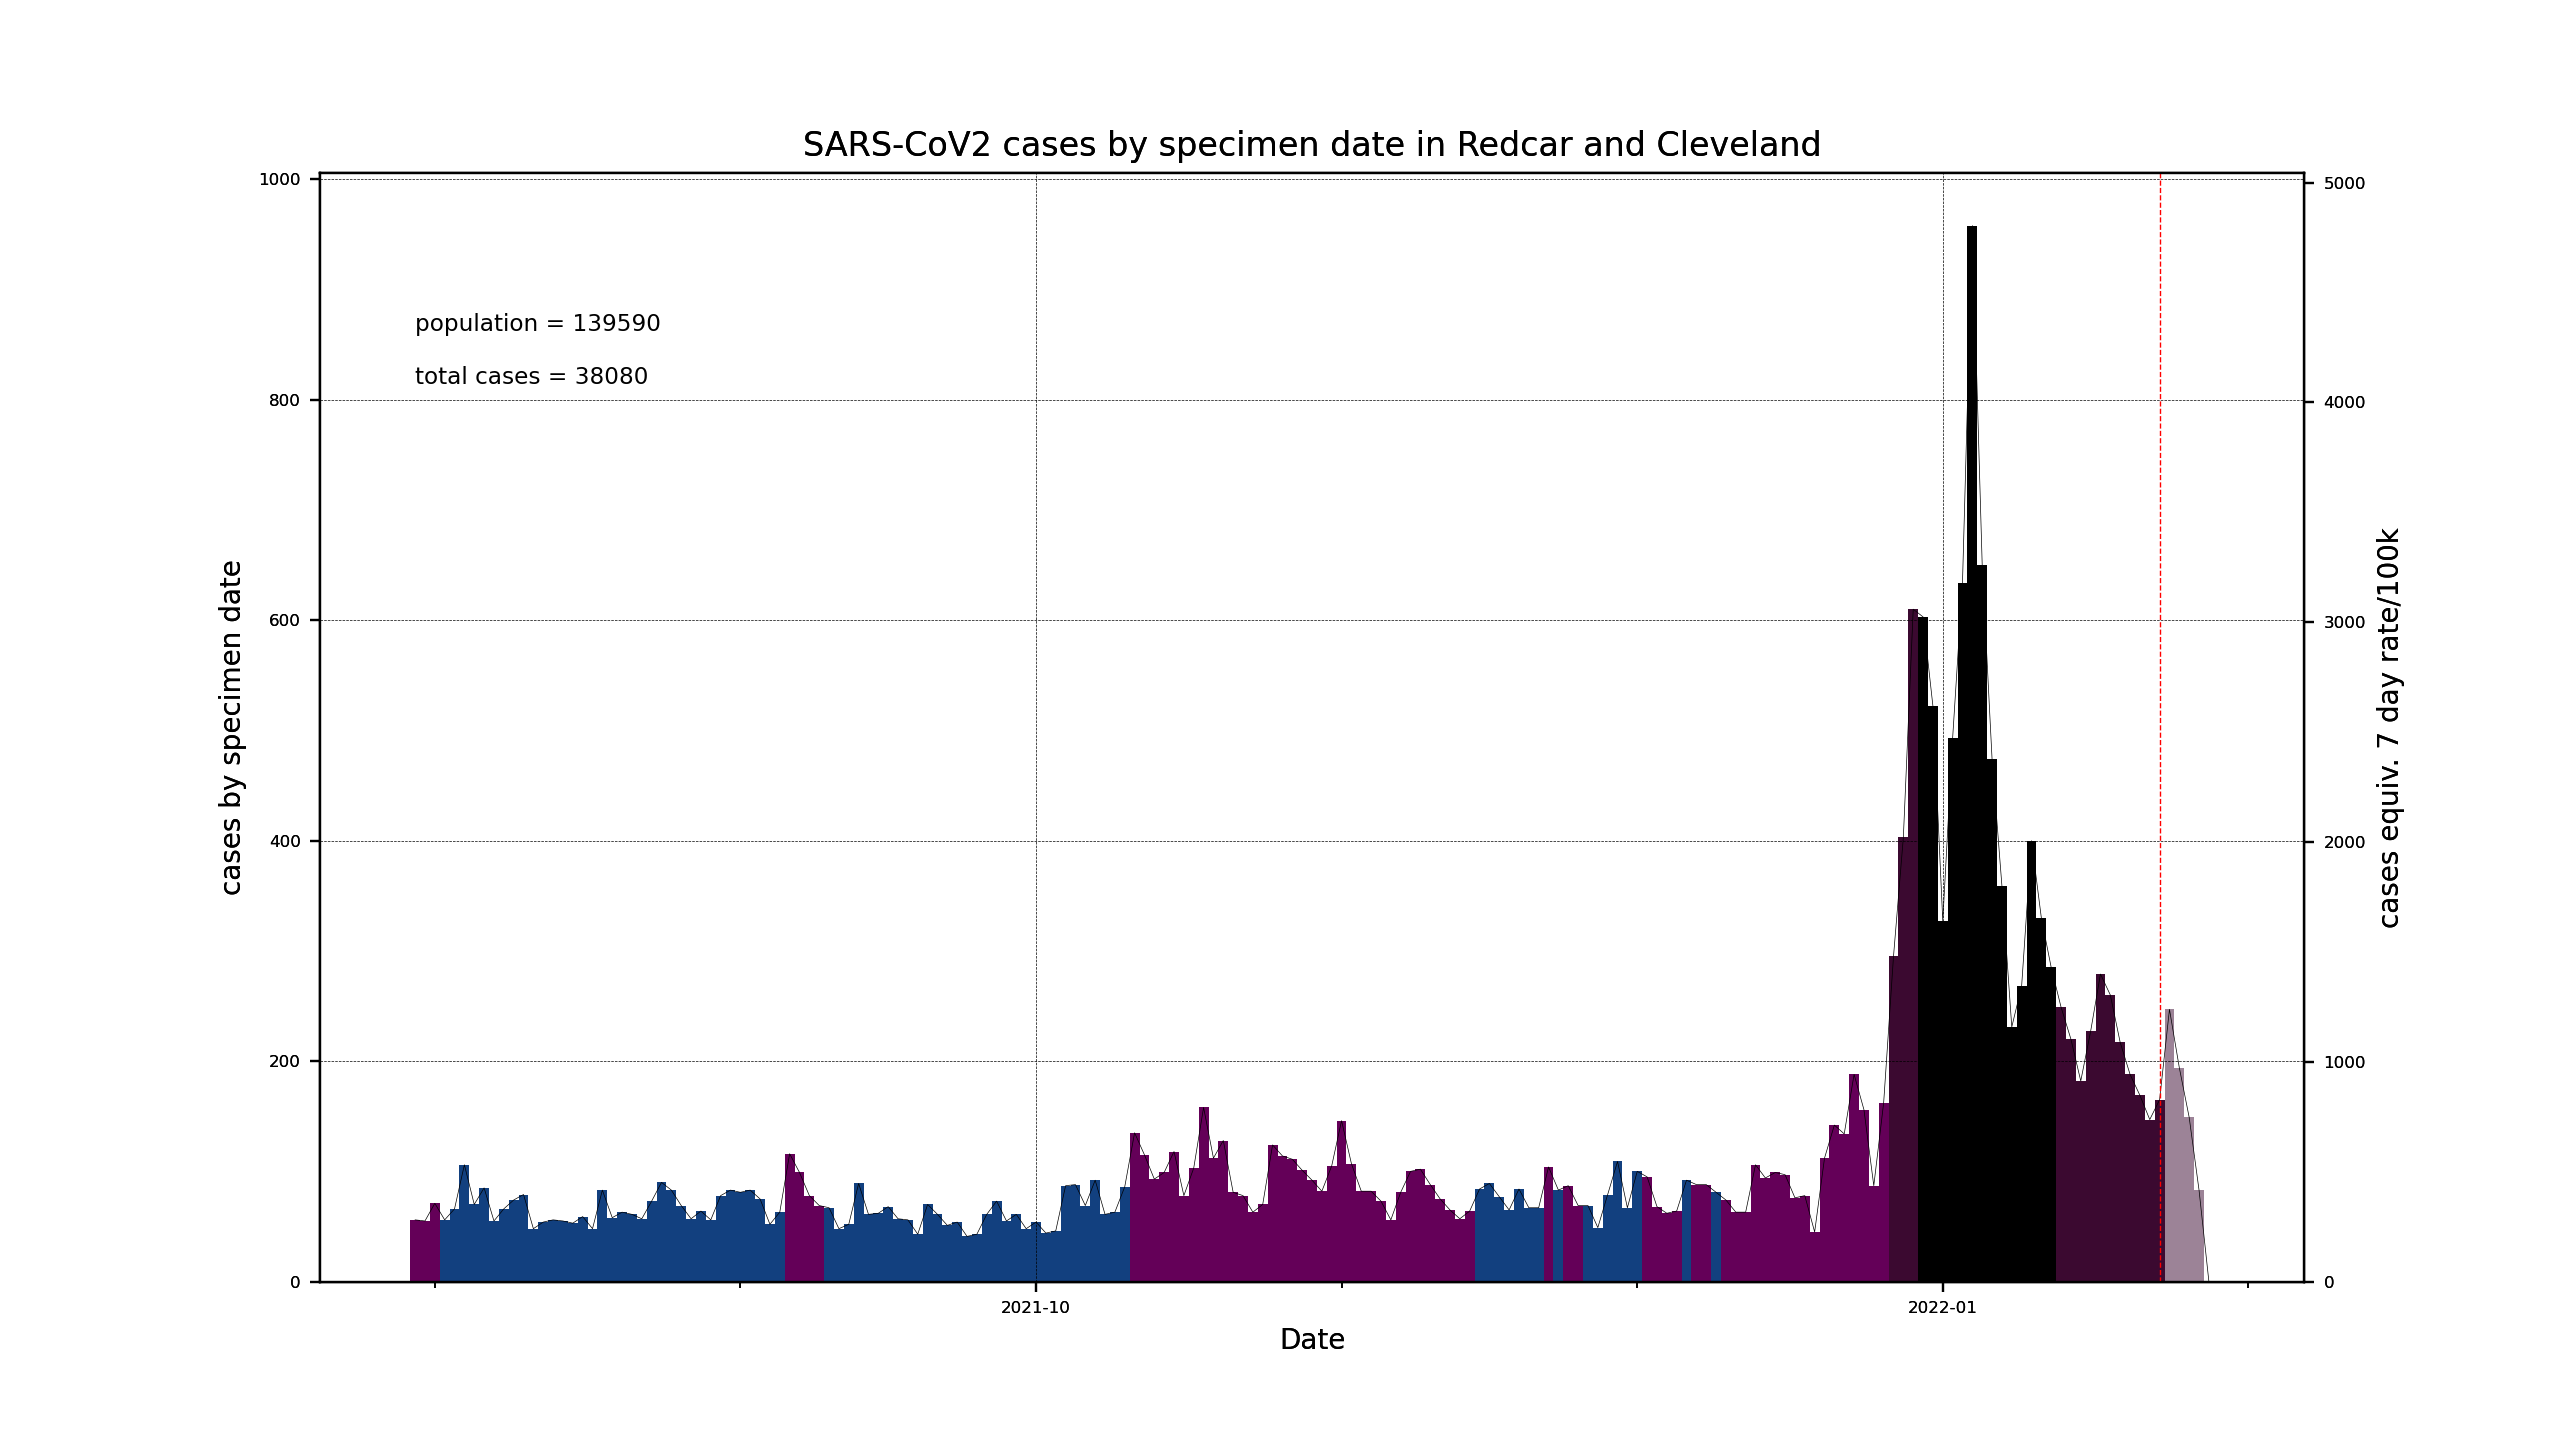 SARS-CoV2 cases by specimen date in Redcar and Cleveland
population = 139590
total cases = 38080
cases by specimen date
1000
800
600
400
200
0
5000
4000
3000
2000
1000
0
cases equiv. 7 day rate/100k
2021-10
2022-01
Date